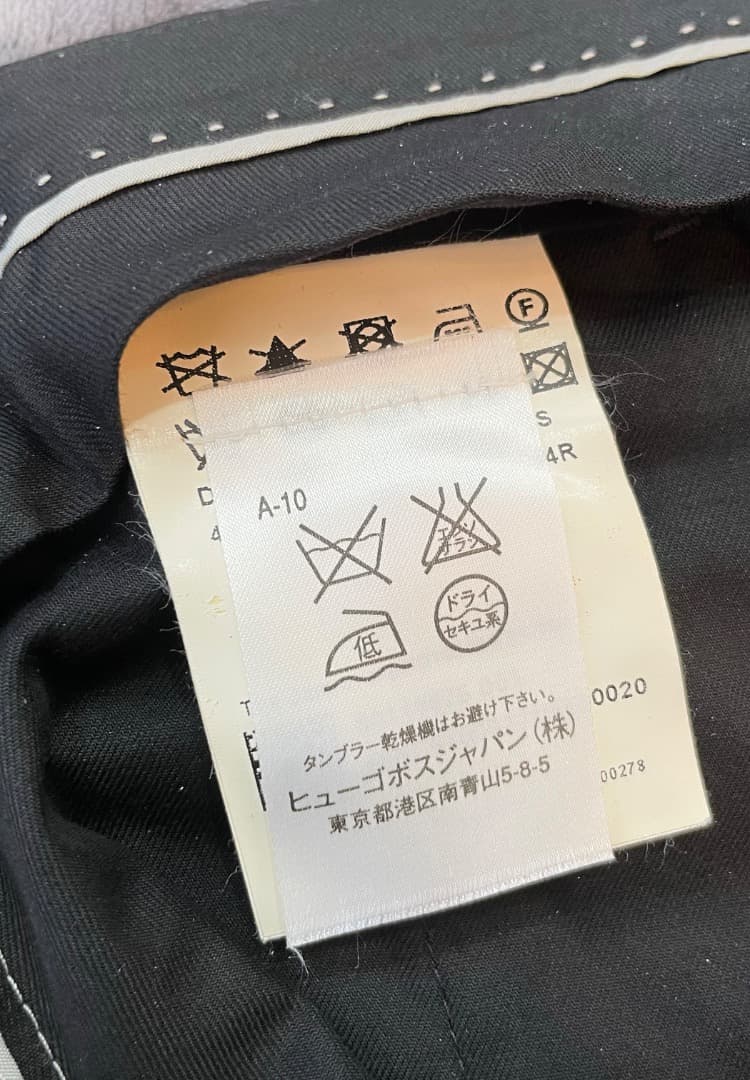 F
S
D
4R
4
A-10
エンソ
サラシ
低
ドライ
セキユ系
T
0020
タンブラー乾燥機はお避け下さい。
ヒューゴボスジャパン(株)
00278
東京都港区南青山5-8-5